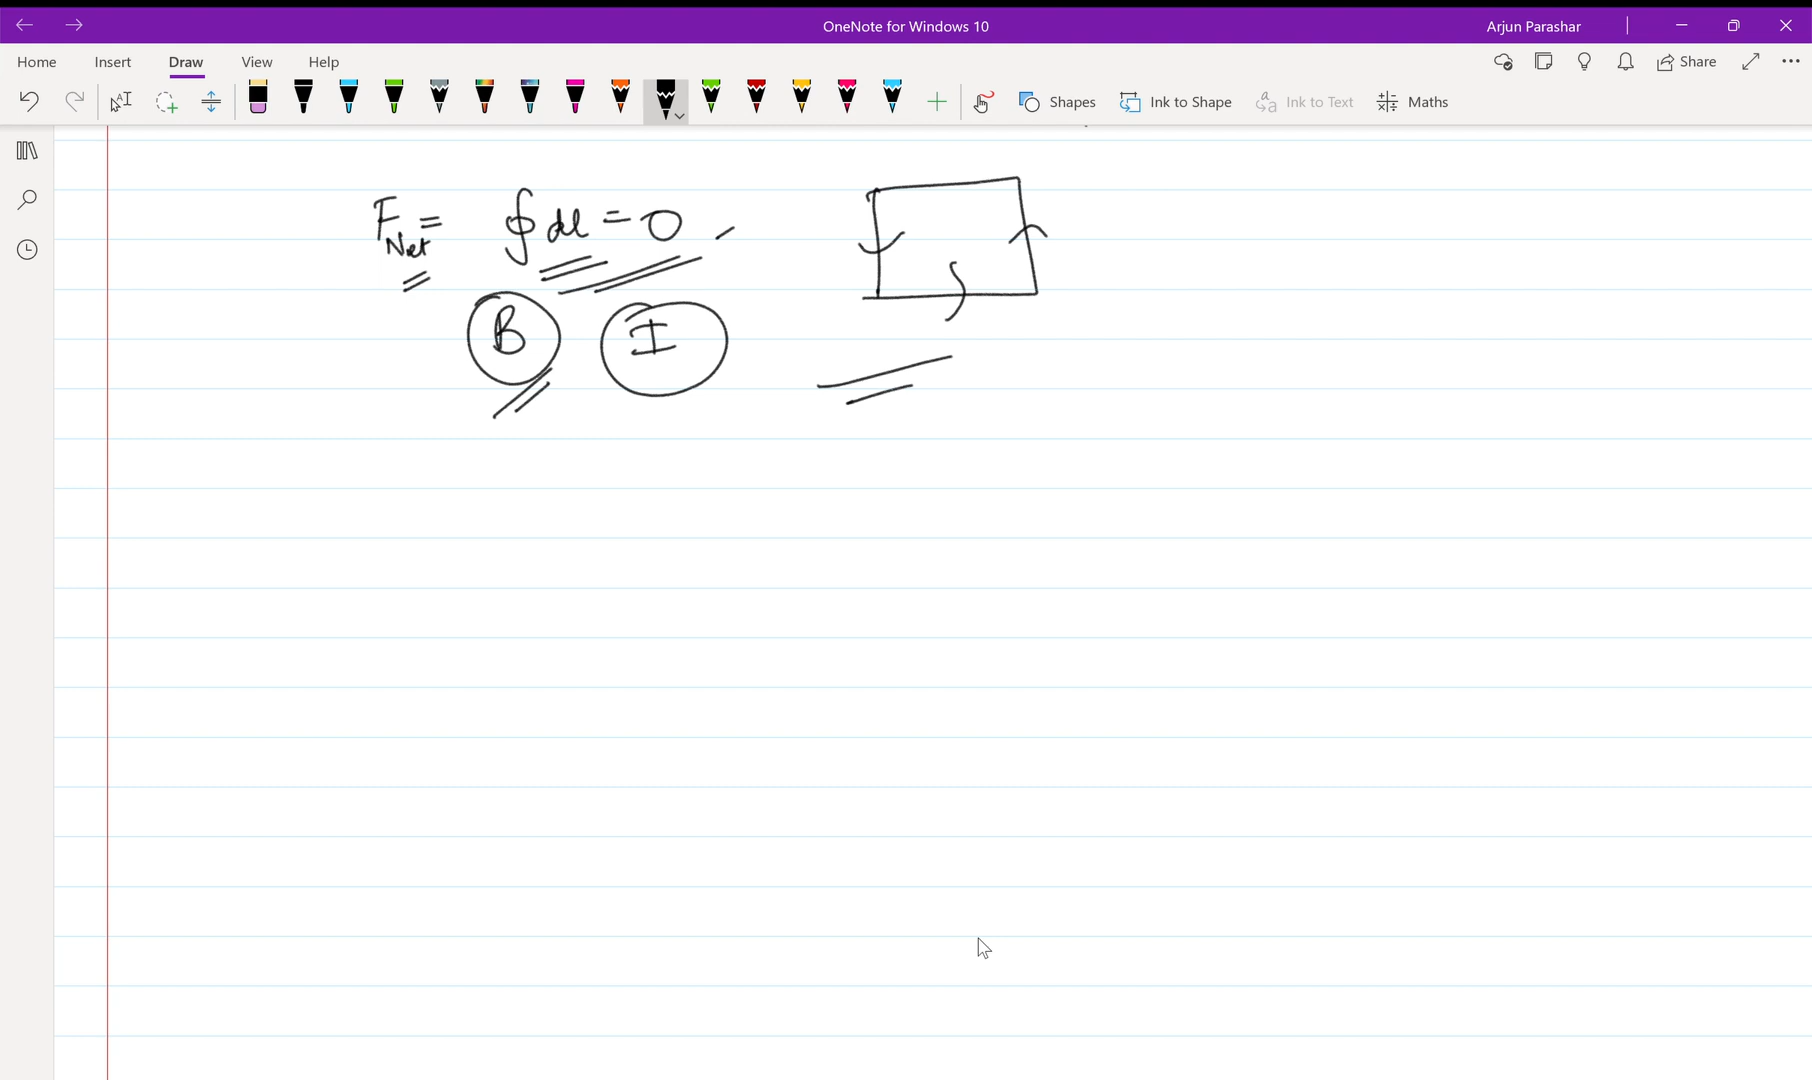 OneNote for Windows 10
Arjun Parashar
Home Insert Draw View Help
Share
Shapes Ink to Shape Ink to Text Maths
F_Net = ∮ dl = 0
B I